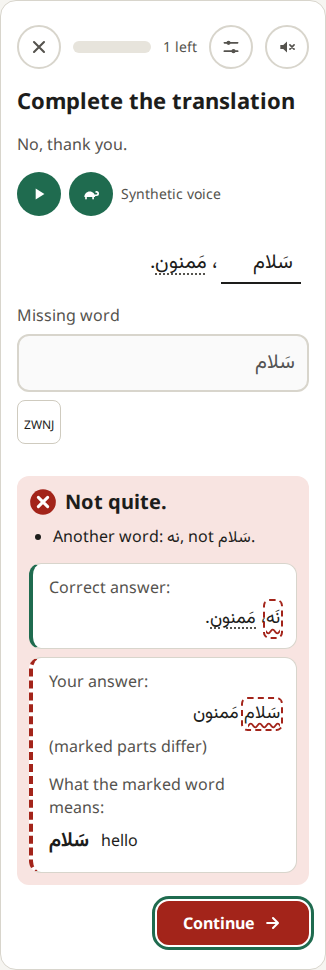 1 left
Complete the translation
No, thank you.
Synthetic voice
سَلام ، مَمنون.
Missing word
سَلام
ZWNJ
Not quite.
• Another word: نه, not سَلام.
Correct answer:
نَه، مَمنون.
Your answer:
سَلام مَمنون
(marked parts differ)
What the marked word
means:
سَلام hello
Continue →